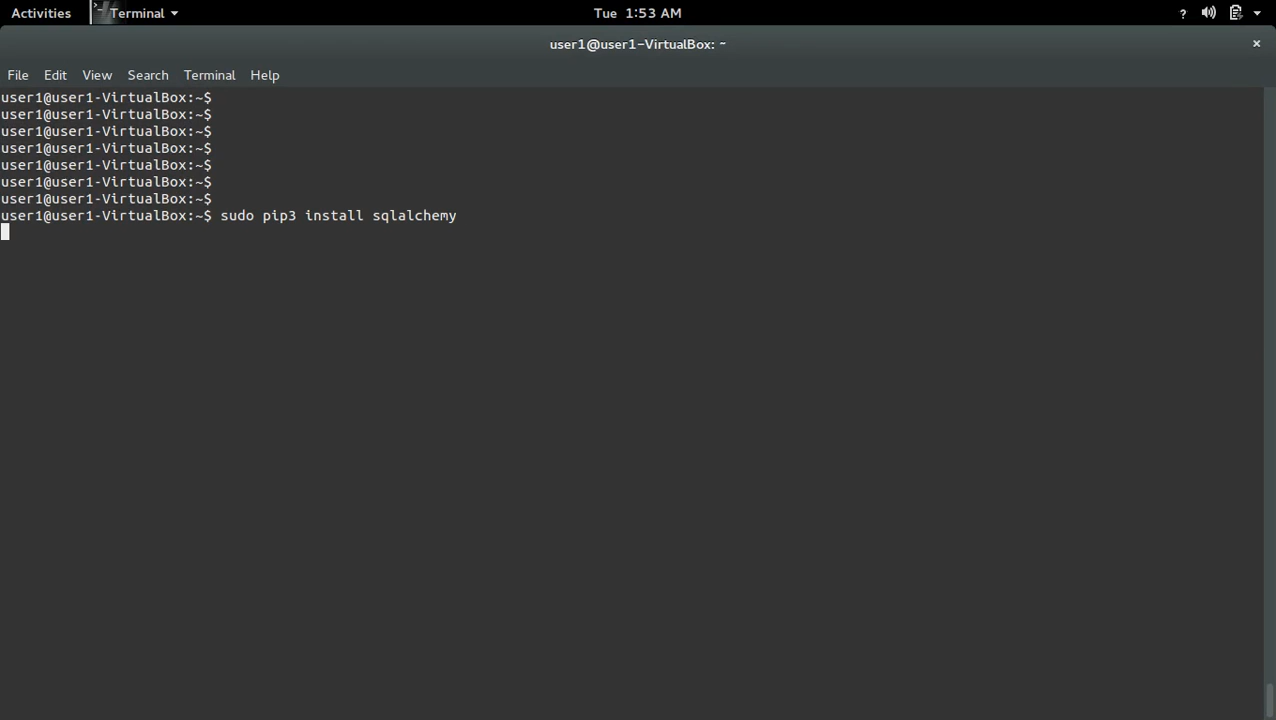 Activities Terminal Tue 1:53 AM ?
user1@user1-VirtualBox: ~ ×
File Edit View Search Terminal Help
user1@user1-VirtualBox:~$
user1@user1-VirtualBox:~$
user1@user1-VirtualBox:~$
user1@user1-VirtualBox:~$
user1@user1-VirtualBox:~$
user1@user1-VirtualBox:~$
user1@user1-VirtualBox:~$
user1@user1-VirtualBox:~$ sudo pip3 install sqlalchemy